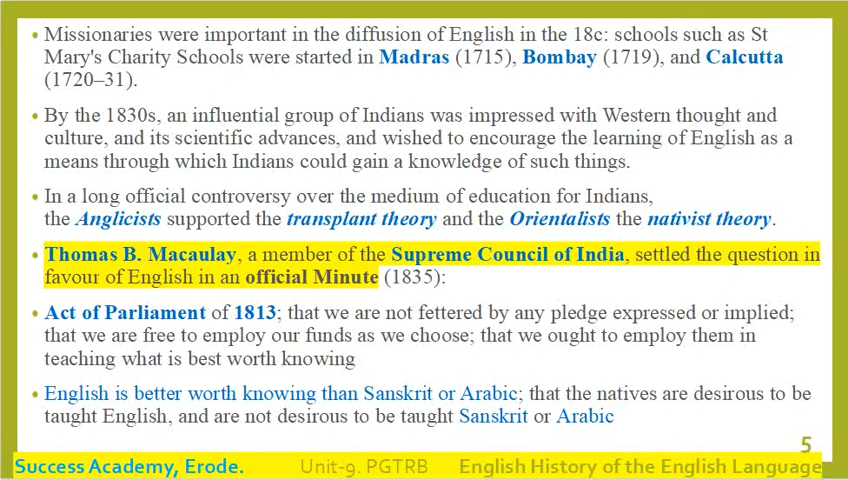 • Missionaries were important in the diffusion of English in the 18c: schools such as St
Mary's Charity Schools were started in Madras (1715), Bombay (1719), and Calcutta
(1720–31).
• By the 1830s, an influential group of Indians was impressed with Western thought and
culture, and its scientific advances, and wished to encourage the learning of English as a
means through which Indians could gain a knowledge of such things.
• In a long official controversy over the medium of education for Indians,
the Anglicists supported the transplant theory and the Orientalists the nativist theory.
• Thomas B. Macaulay, a member of the Supreme Council of India, settled the question in
favour of English in an official Minute (1835):
• Act of Parliament of 1813; that we are not fettered by any pledge expressed or implied;
that we are free to employ our funds as we choose; that we ought to employ them in
teaching what is best worth knowing
• English is better worth knowing than Sanskrit or Arabic; that the natives are desirous to be
taught English, and are not desirous to be taught Sanskrit or Arabic
5
Success Academy, Erode. Unit-9. PGTRB English History of the English Language